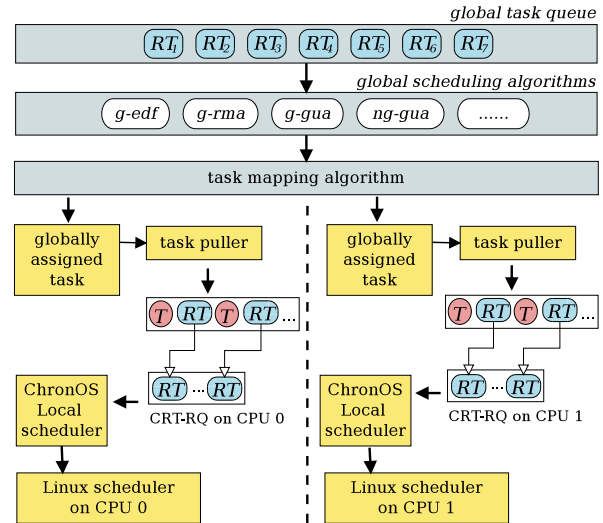 global task queue
RT1 RT2 RT3 RT4 RT5 RT6 RT7
global scheduling algorithms
g-edf g-rma g-gua ng-gua ......
task mapping algorithm
globally
assigned
task
task puller
T RT T RT ...
RT ... RT
CRT-RQ on CPU 0
ChronOS
Local
scheduler
Linux scheduler
on CPU 0
globally
assigned
task
task puller
T RT T RT ...
RT ... RT
CRT-RQ on CPU 1
ChronOS
Local
scheduler
Linux scheduler
on CPU 1